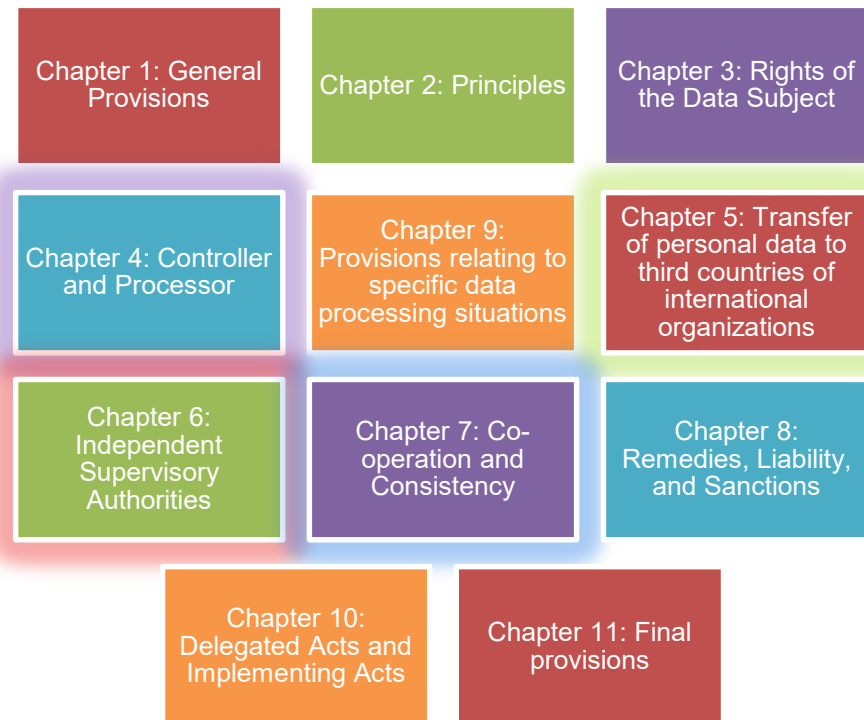 Chapter 1: General
Provisions
Chapter 2: Principles
Chapter 3: Rights of
the Data Subject
Chapter 4: Controller
and Processor
Chapter 9:
Provisions relating to
specific data
processing situations
Chapter 5: Transfer
of personal data to
third countries of
international
organizations
Chapter 6:
Independent
Supervisory
Authorities
Chapter 7: Co-
operation and
Consistency
Chapter 8:
Remedies, Liability,
and Sanctions
Chapter 10:
Delegated Acts and
Implementing Acts
Chapter 11: Final
provisions